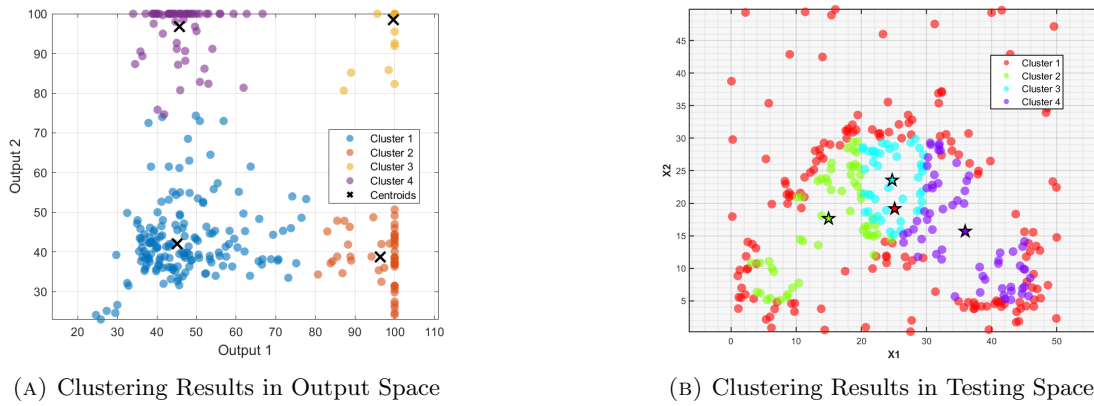 100
90
80
70
60
50
40
30
20
30
40
50
60
70
80
90
100
110
Output 2
Output 1
Cluster 1
Cluster 2
Cluster 3
Cluster 4
Centroids
(A) Clustering Results in Output Space
45
40
35
30
25
20
15
10
5
0
10
20
30
40
50
X2
X1
Cluster 1
Cluster 2
Cluster 3
Cluster 4
(B) Clustering Results in Testing Space